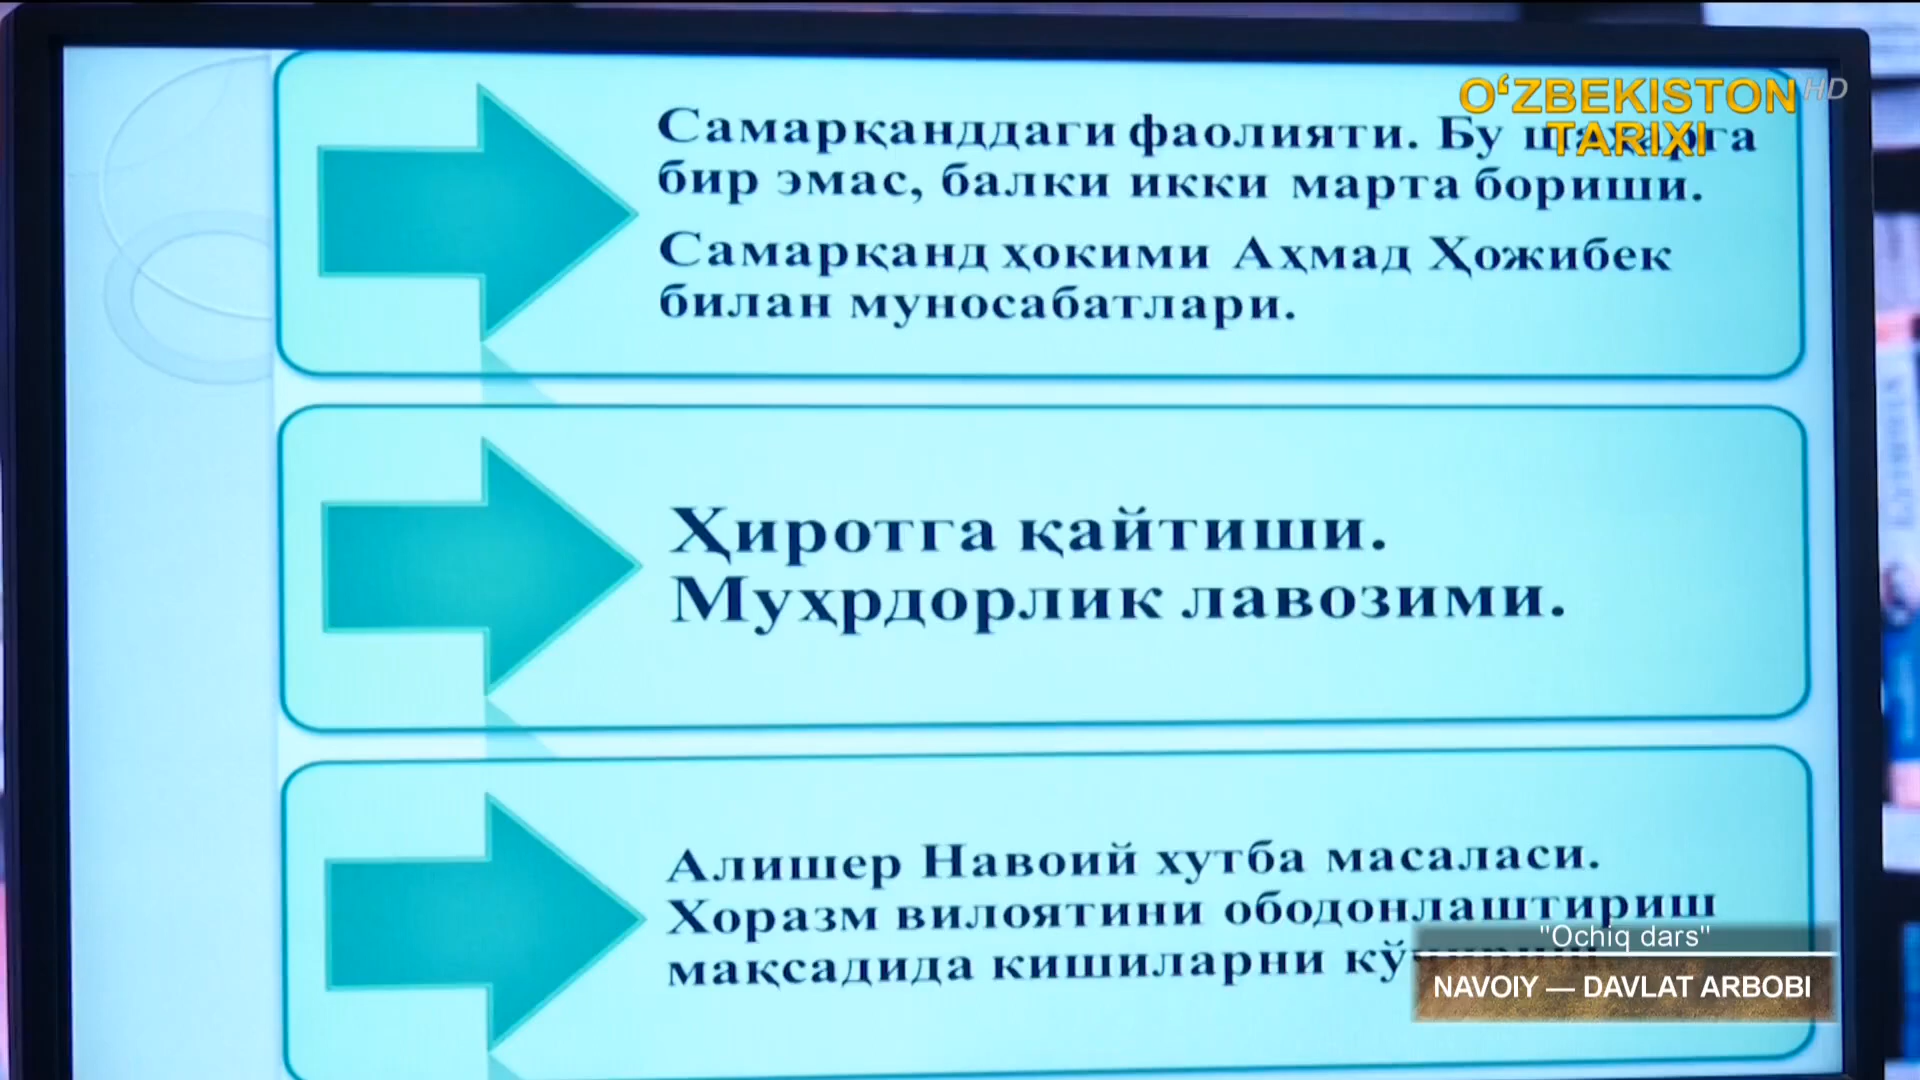 O‘ZBEKISTON HD
TARIXI
Самарқанддаги фаолияти. Бу
бир эмас, балки икки марта бориши.
Самарқанд ҳокими Аҳмад Ҳожибек
билан муносабатлари.
Ҳиротга қайтиши.
Муҳрдорлик лавозими.
Алишер Навоий хутба масаласи.
Хоразм вилоятини ободонлаштириш
мақсадида кишиларни
"Ochiq dars"
NAVOIY — DAVLAT ARBOBI